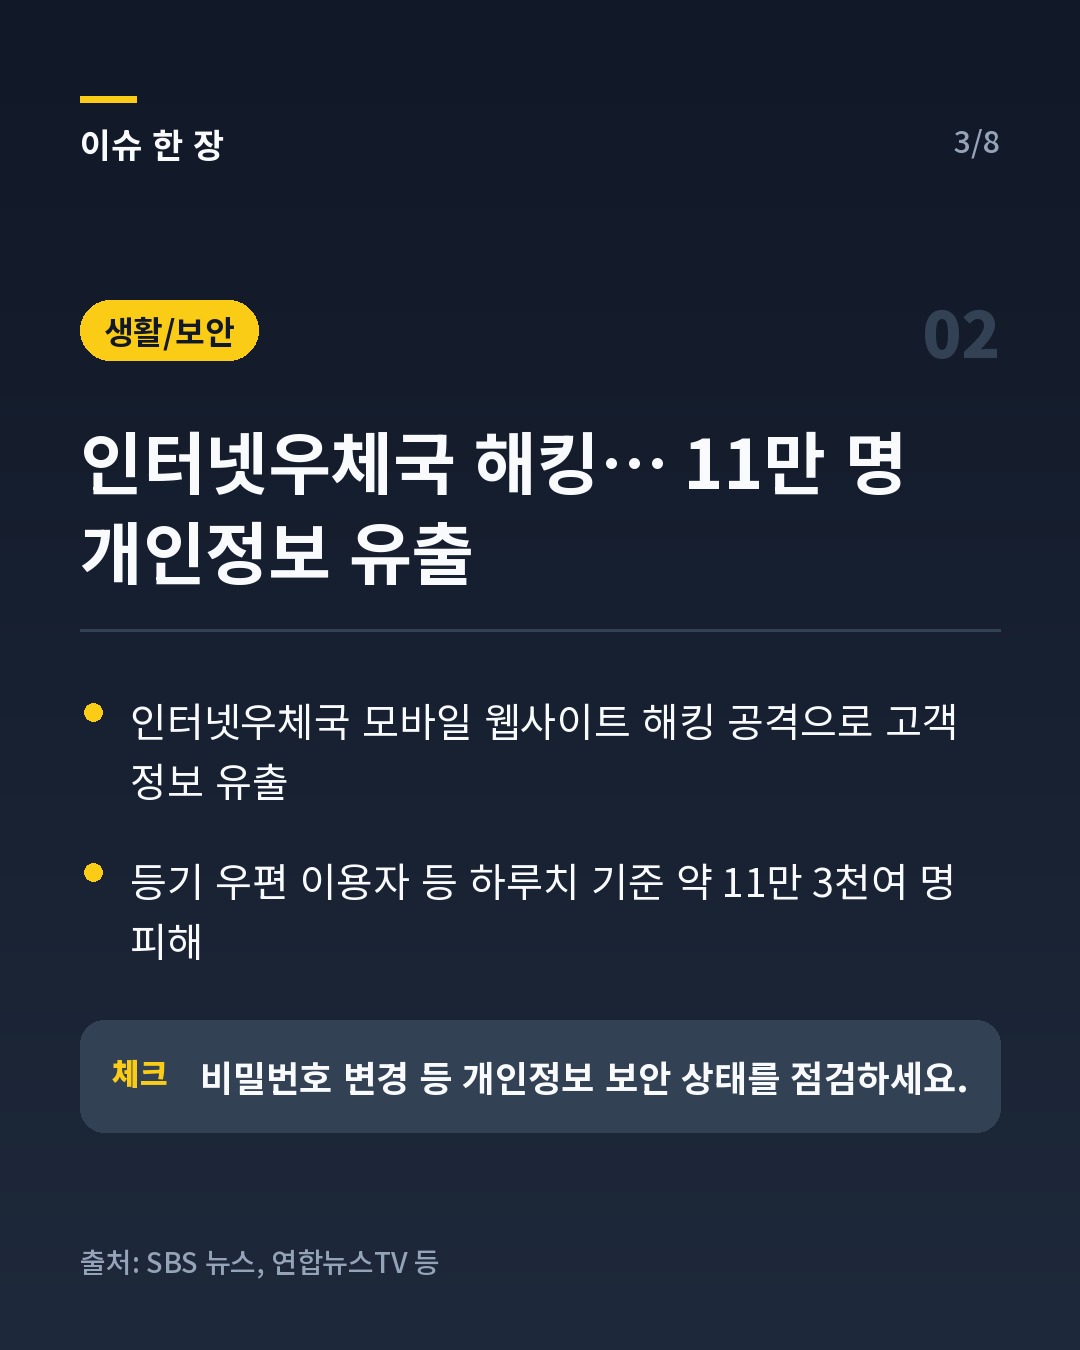 이슈 한 장
3/8
생활/보안
02
인터넷우체국 해킹… 11만 명
개인정보 유출
인터넷우체국 모바일 웹사이트 해킹 공격으로 고객
정보 유출
등기 우편 이용자 등 하루치 기준 약 11만 3천여 명
피해
체크 비밀번호 변경 등 개인정보 보안 상태를 점검하세요.
출처: SBS 뉴스, 연합뉴스TV 등